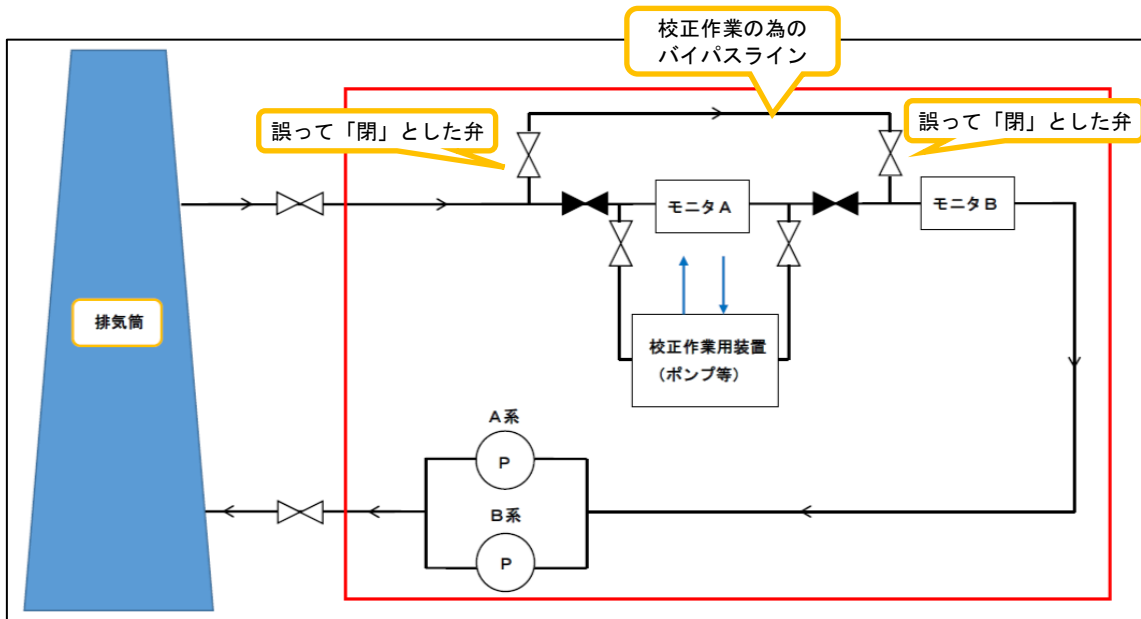 校正作業の為の
バイパスライン
誤って「閉」とした弁
誤って「閉」とした弁
モニタA
モニタB
排気筒
校正作業用装置
（ポンプ等）
A系
P
B系
P